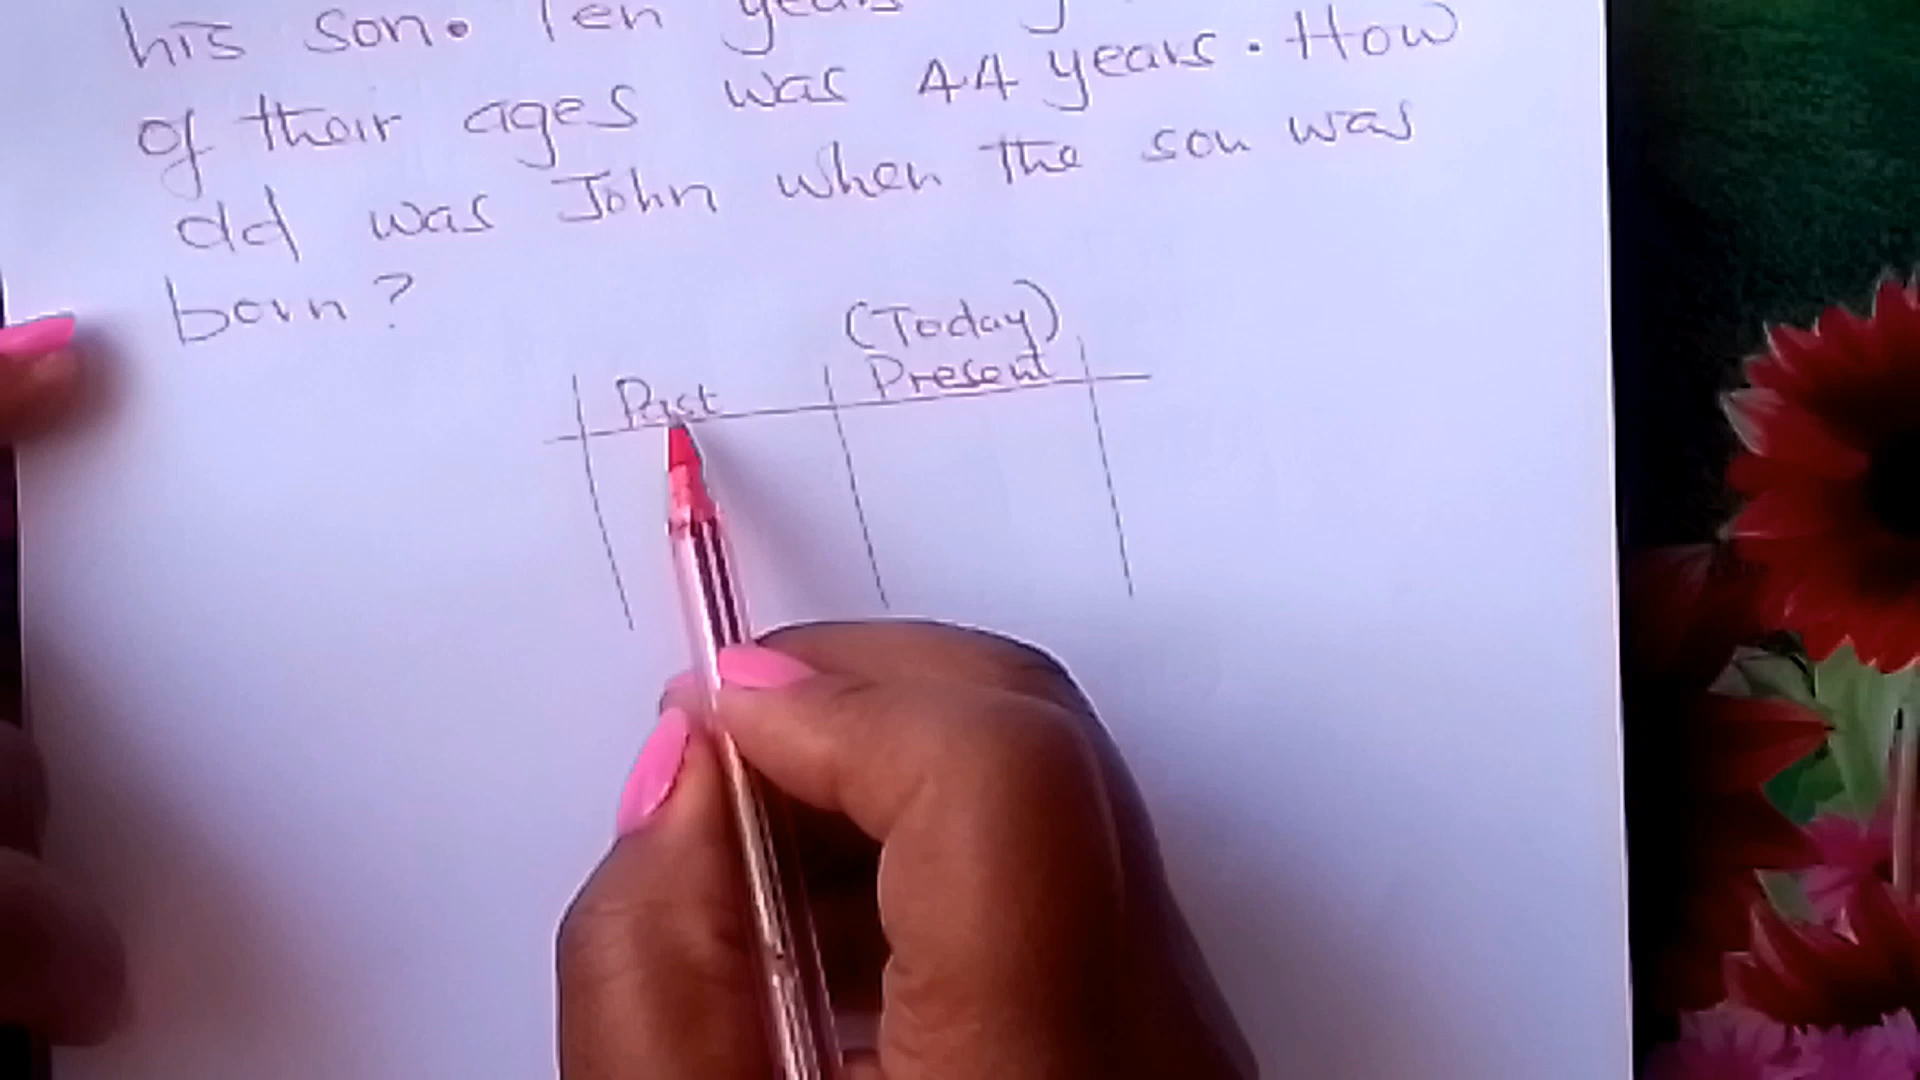 his son. Ten years
of their ages was 44 years. How
old was John when the son was
born?
(Today)
Past Present